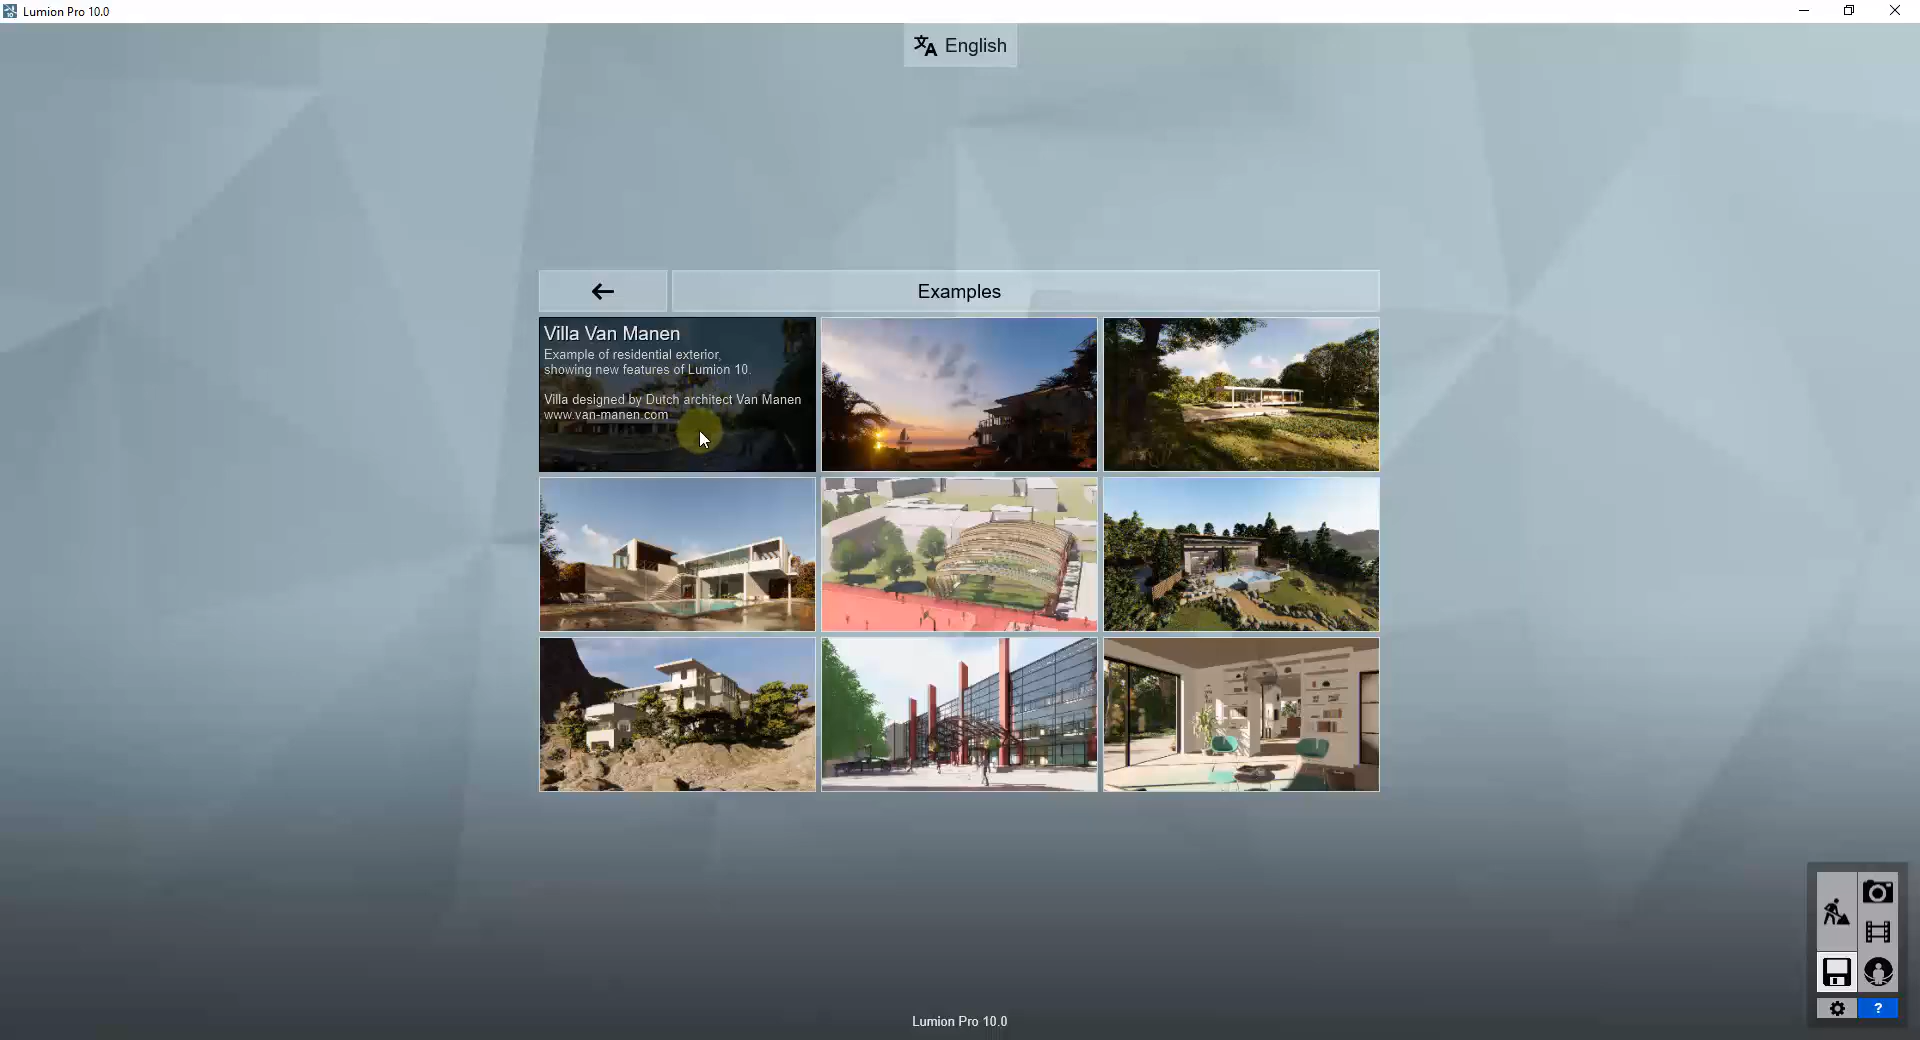 Lumion Pro 10.0
English
Examples
Villa Van Manen
Example of residential exterior,
showing new features of Lumion 10.
Villa designed by Dutch architect Van Manen
www.van-manen.com
?
Lumion Pro 10.0